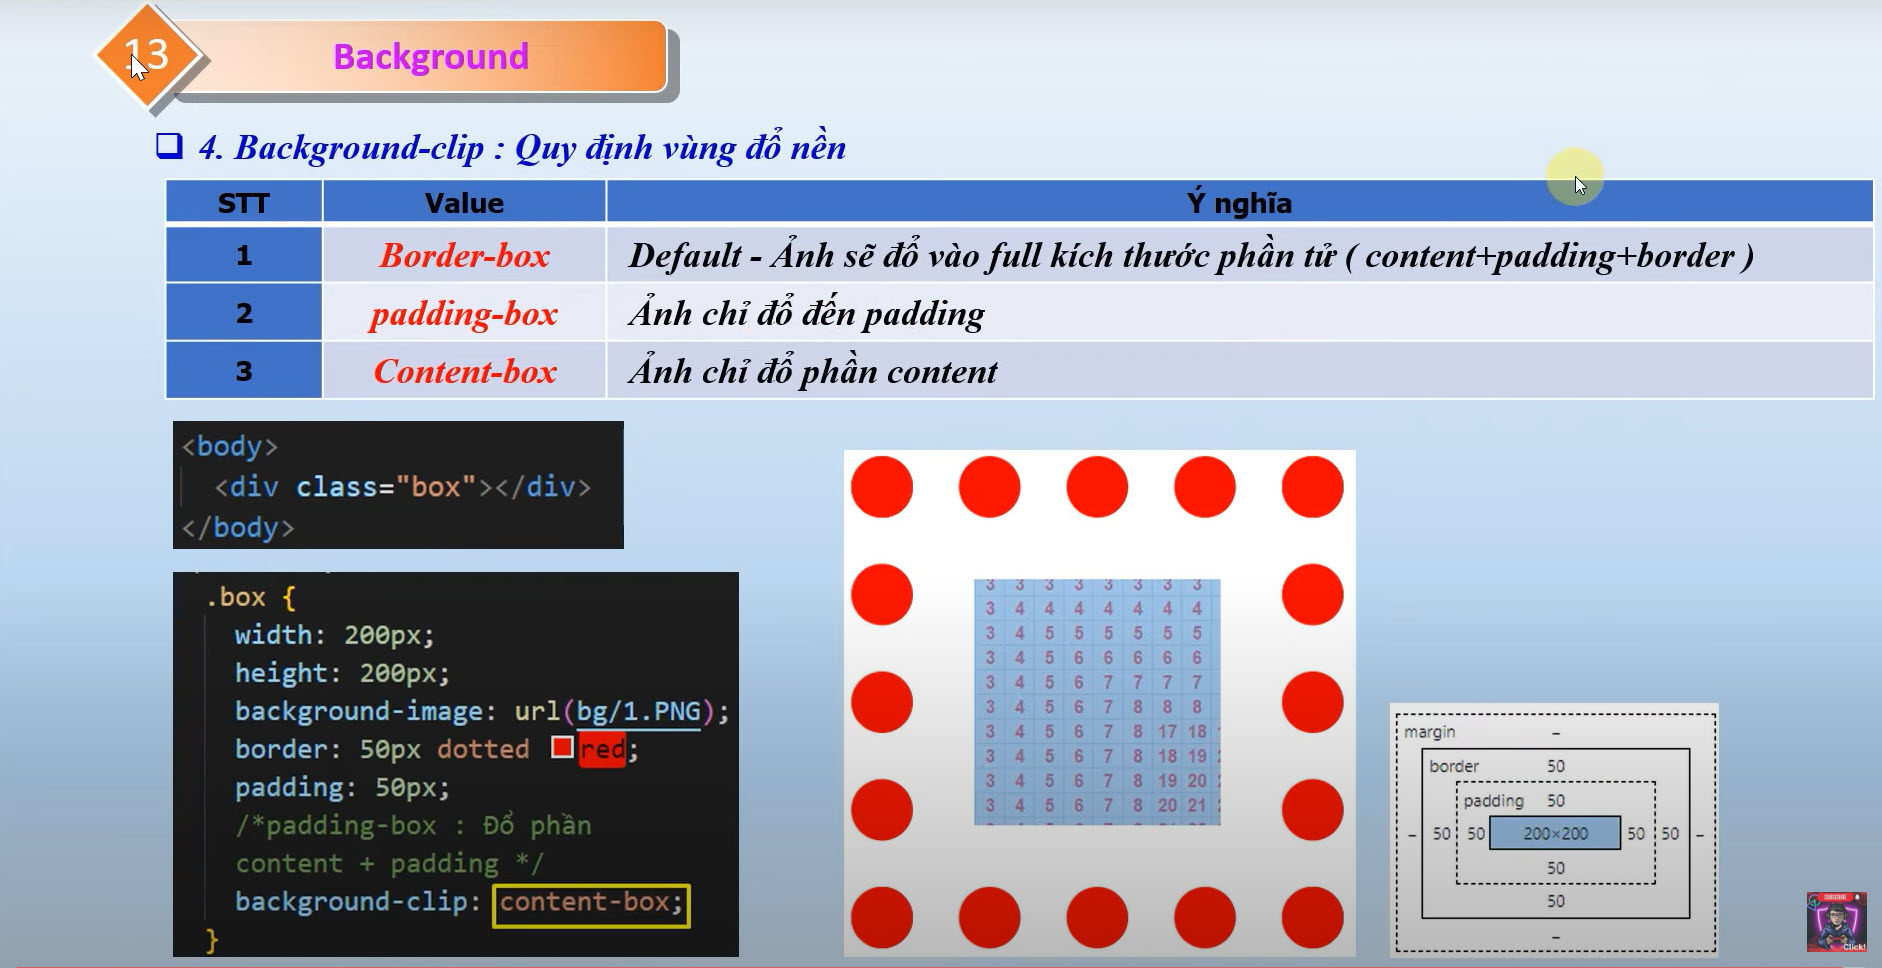 13
Background
4. Background-clip : Quy định vùng đổ nền
STT Value Ý nghĩa
1 Border-box Default - Ảnh sẽ đổ vào full kích thước phần tử ( content+padding+border )
2 padding-box Ảnh chỉ đổ đến padding
3 Content-box Ảnh chỉ đổ phần content
<body>
<div class="box"></div>
</body>
.box {
width: 200px;
height: 200px;
background-image: url(bg/1.PNG);
border: 50px dotted red;
padding: 50px;
/*padding-box : Đổ phần
content + padding */
background-clip: content-box;
}
3 3 3 3 3 3 3 3
3 4 4 4 4 4 4 4
3 4 5 5 5 5 5 5
3 4 5 6 6 6 6 6
3 4 5 6 7 7 7 7
3 4 5 6 7 8 8 8
3 4 5 6 7 8 17 18
3 4 5 6 7 8 18 19
3 4 5 6 7 8 19 20
3 4 5 6 7 8 20 21
margin –
border 50
padding 50
– 50 50 200×200 50 50 –
50
50
–
SUBSCRIBE
Click!